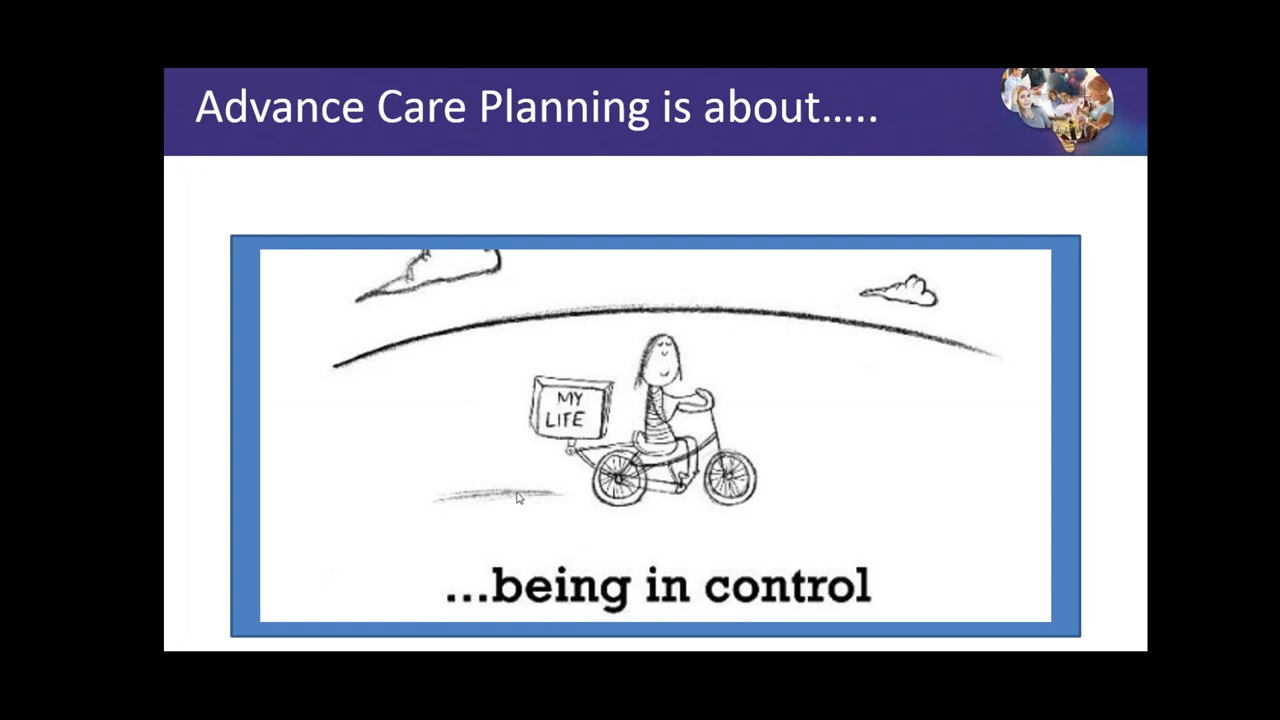 Advance Care Planning is about.....
MY
LIFE
...being in control